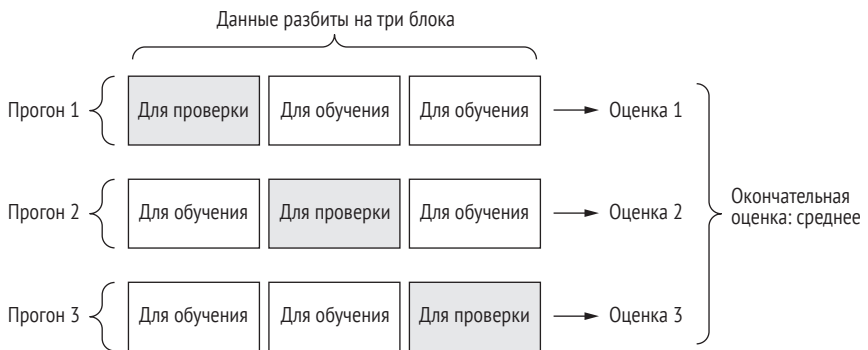 Данные разбиты на три блока
Прогон 1 Для проверки Для обучения Для обучения Оценка 1
Прогон 2 Для обучения Для проверки Для обучения Оценка 2
Окончательная
оценка: среднее
Прогон 3 Для обучения Для обучения Для проверки Оценка 3